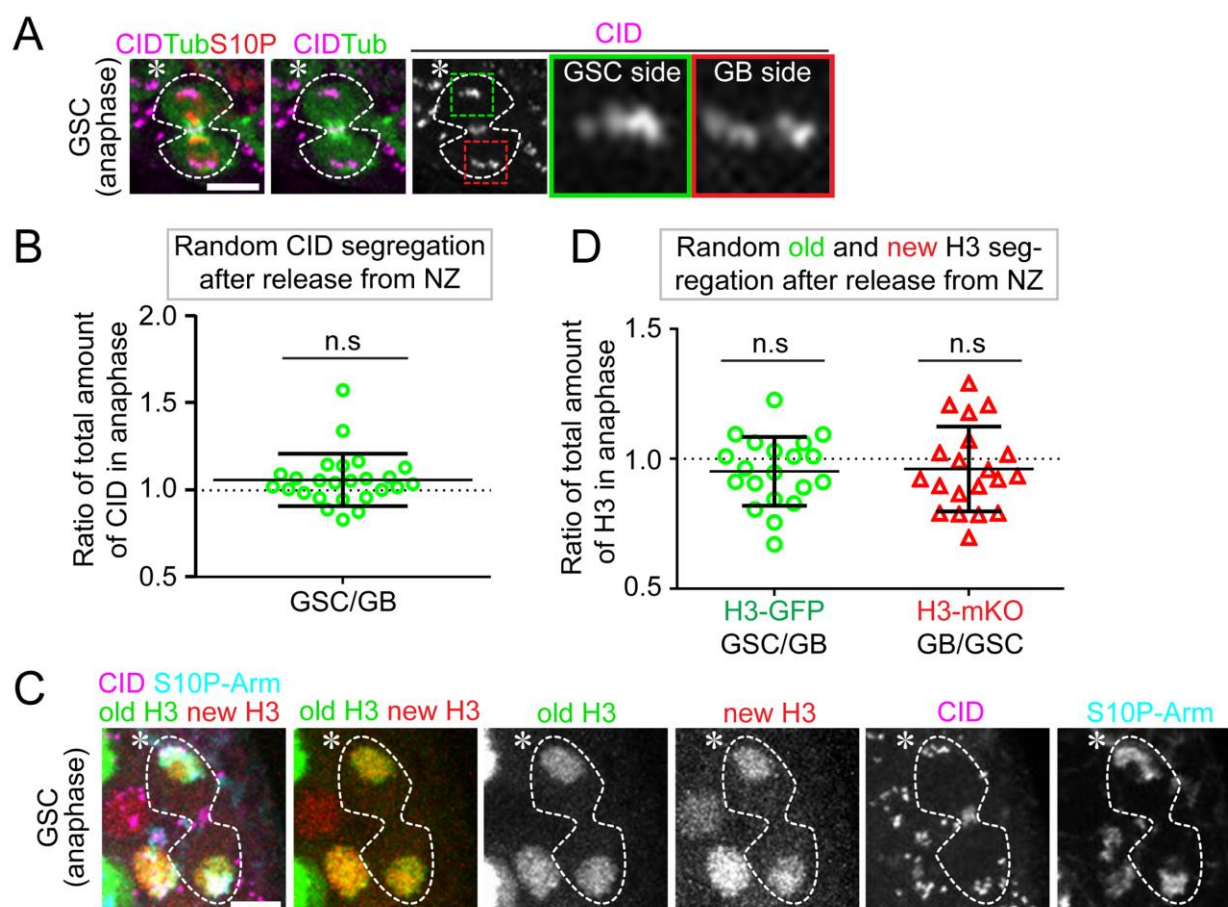 A
CIDTubS10P CIDTub CID
GSC
(anaphase)
* * * GSC side GB side
B
Random CID segregation
after release from NZ
Ratio of total amount
of CID in anaphase
2.0
1.5
1.0
0.5
n.s
GSC/GB
D
Random old and new H3 seg-
regation after release from NZ
Ratio of total amount
of H3 in anaphase
1.5
1.0
0.5
n.s n.s
H3-GFP H3-mKO
GSC/GB GB/GSC
C
CID S10P-Arm
old H3 new H3 old H3 new H3 old H3 new H3 CID S10P-Arm
GSC
(anaphase)
* * * * * *